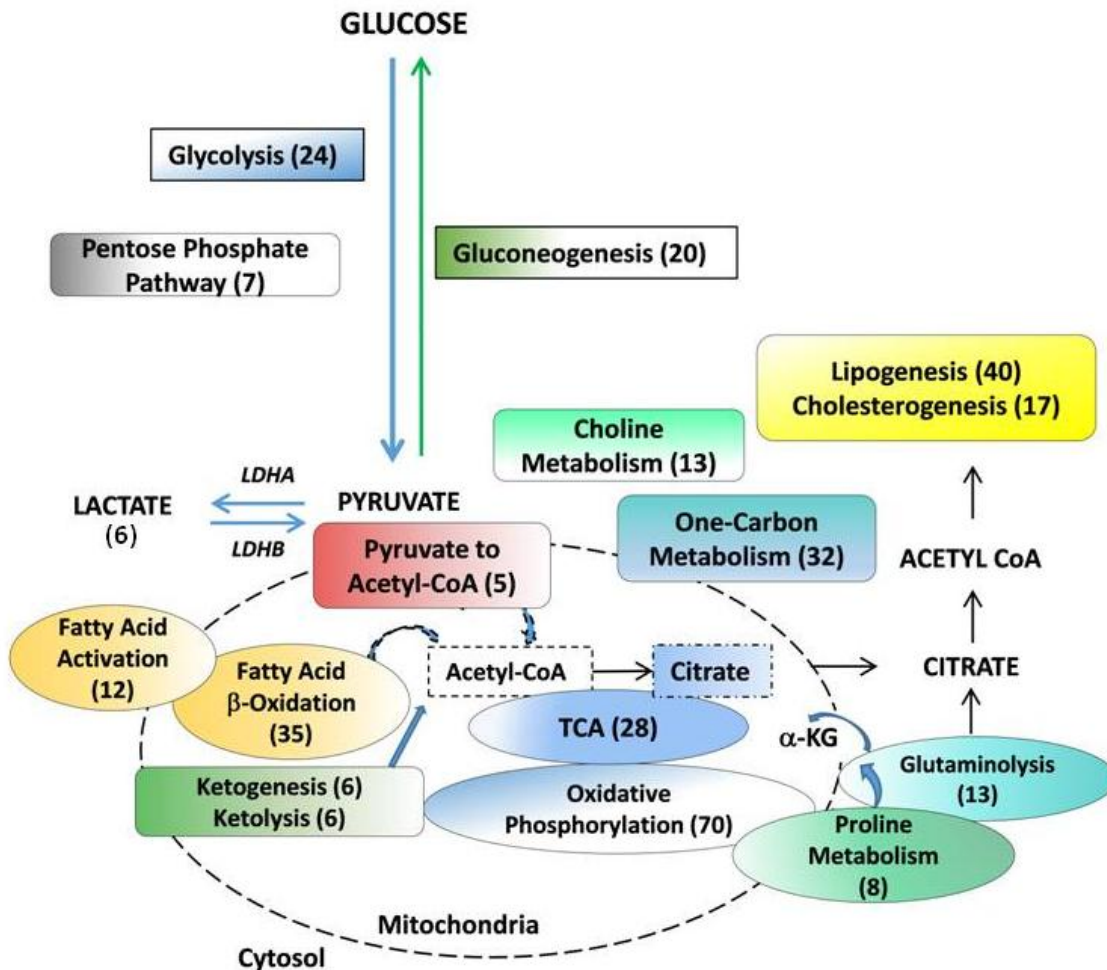 GLUCOSE
Glycolysis (24)
Pentose Phosphate
Pathway (7)
Gluconeogenesis (20)
Lipogenesis (40)
Cholesterogenesis (17)
Choline
Metabolism (13)
LDHA
LACTATE
(6)
LDHB
PYRUVATE
One-Carbon
Metabolism (32)
Pyruvate to
Acetyl-CoA (5)
ACETYL CoA
Fatty Acid
Activation
(12)
Fatty Acid
β-Oxidation
(35)
Acetyl-CoA
Citrate
CITRATE
TCA (28)
α-KG
Glutaminolysis
(13)
Ketogenesis (6)
Ketolysis (6)
Oxidative
Phosphorylation (70)
Proline
Metabolism
(8)
Mitochondria
Cytosol